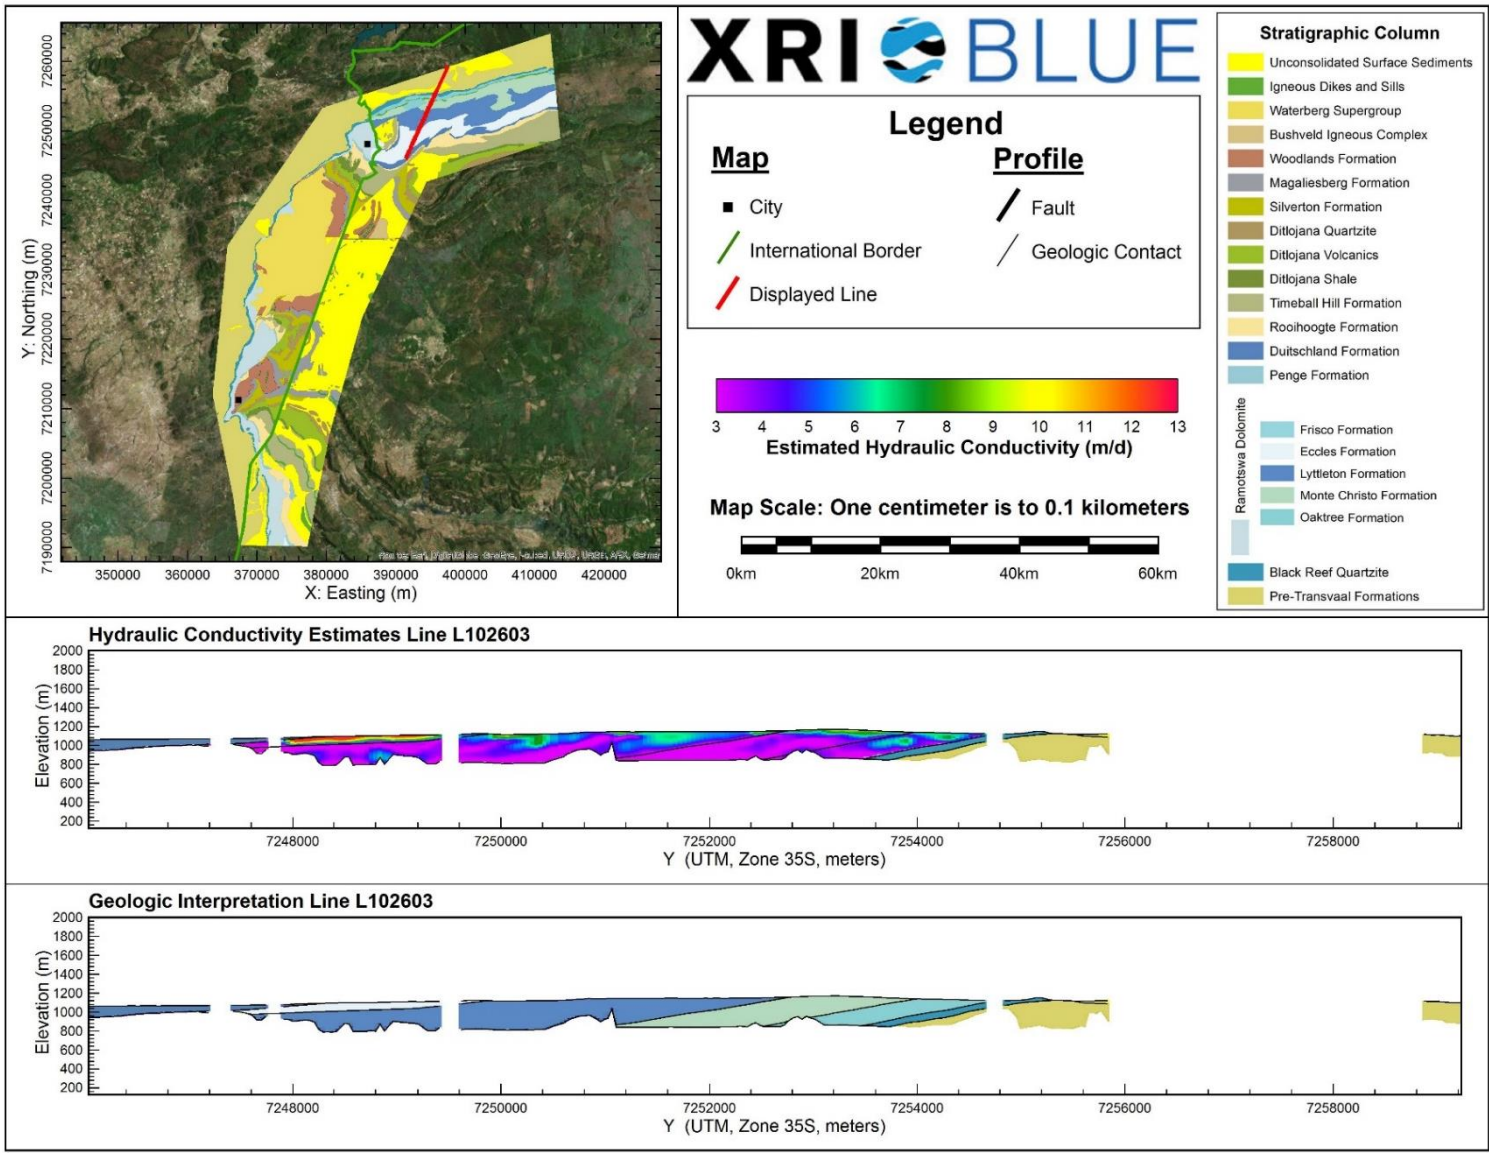 7260000
7250000
7240000
7230000
7220000
7210000
7200000
7190000
Y: Northing (m)
350000 360000 370000 380000 390000 400000 410000 420000
X: Easting (m)
XRI BLUE
Legend
Map
City
International Border
Displayed Line
Profile
Fault
Geologic Contact
3 4 5 6 7 8 9 10 11 12 13
Estimated Hydraulic Conductivity (m/d)
Map Scale: One centimeter is to 0.1 kilometers
0km 20km 40km 60km
Stratigraphic Column
Unconsolidated Surface Sediments
Igneous Dikes and Sills
Waterberg Supergroup
Bushveld Igneous Complex
Woodlands Formation
Magaliesberg Formation
Silverton Formation
Ditlojana Quartzite
Ditlojana Volcanics
Ditlojana Shale
Timeball Hill Formation
Rooihoogte Formation
Duitschland Formation
Penge Formation
Ramotswa Dolomite
Frisco Formation
Eccles Formation
Lyttleton Formation
Monte Christo Formation
Oaktree Formation
Black Reef Quartzite
Pre-Transvaal Formations
Hydraulic Conductivity Estimates Line L102603
2000
1800
1600
1400
1200
1000
800
600
400
200
Elevation (m)
7248000 7250000 7252000 7254000 7256000 7258000
Y (UTM, Zone 35S, meters)
Geologic Interpretation Line L102603
2000
1800
1600
1400
1200
1000
800
600
400
200
Elevation (m)
7248000 7250000 7252000 7254000 7256000 7258000
Y (UTM, Zone 35S, meters)